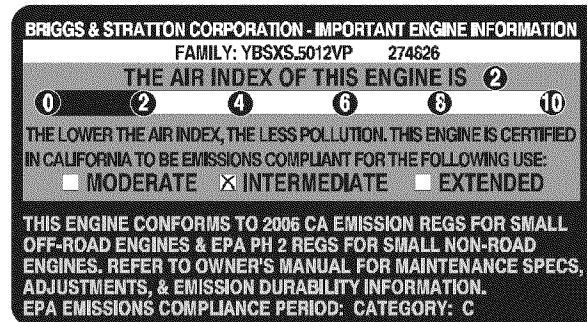 BRIGGS & STRATTON CORPORATION - IMPORTANT ENGINE INFORMATION
FAMILY: YBSXS.5012VP 274826
THE AIR INDEX OF THIS ENGINE IS 2
0 2 4 6 8 10
THE LOWER THE AIR INDEX, THE LESS POLLUTION. THIS ENGINE IS CERTIFIED
IN CALIFORNIA TO BE EMISSIONS COMPLIANT FOR THE FOLLOWING USE:
MODERATE INTERMEDIATE EXTENDED
THIS ENGINE CONFORMS TO 2006 CA EMISSION REGS FOR SMALL
OFF-ROAD ENGINES & EPA PH 2 REGS FOR SMALL NON-ROAD
ENGINES. REFER TO OWNER'S MANUAL FOR MAINTENANCE SPECS,
ADJUSTMENTS, & EMISSION DURABILITY INFORMATION.
EPA EMISSIONS COMPLIANCE PERIOD: CATEGORY: C